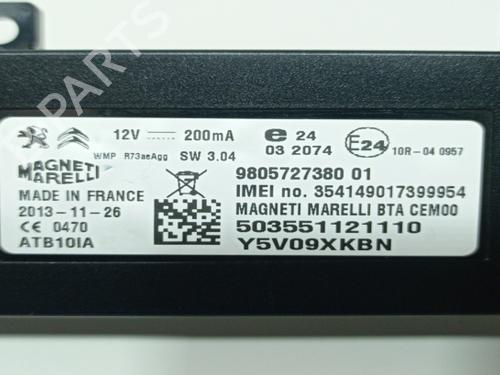 12V 200mA
e 24
03 2074
E24
10R-04 0957
WMP R73aeAgg SW 3.04
MAGNETI
MARELLI
MADE IN FRANCE
2013-11-26
CE 0470
ATB10IA
9805727380 01
IMEI no. 354149017399954
MAGNETI MARELLI BTA CEM00
503551121110
Y5V09XKBN